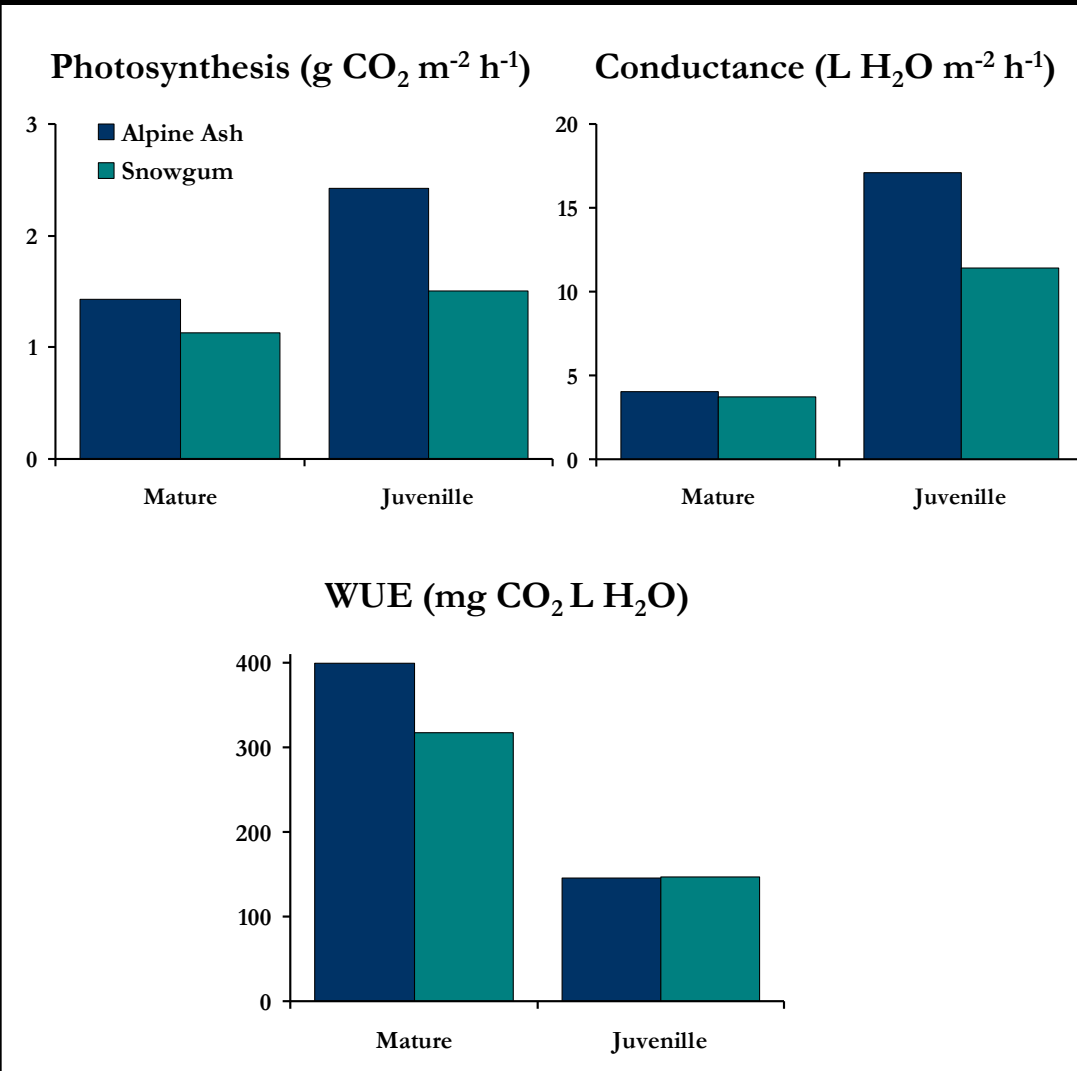 Photosynthesis (g CO₂ m⁻² h⁻¹)
3
2
1
0
Alpine Ash
Snowgum
Mature Juvenille
Conductance (L H₂O m⁻² h⁻¹)
20
15
10
5
0
Mature Juvenille
WUE (mg CO₂ L H₂O)
400
300
200
100
0
Mature Juvenille